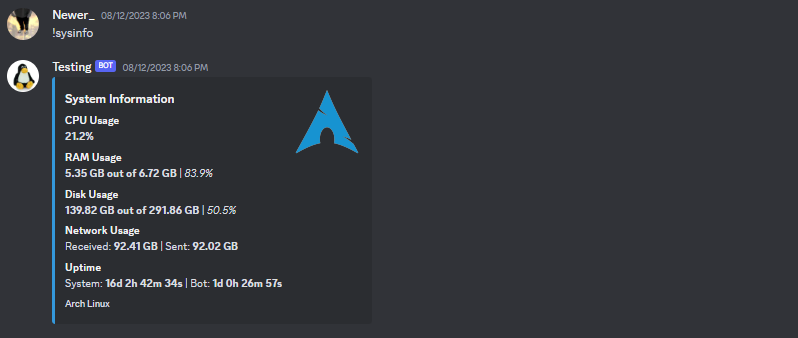 Newer_ 08/12/2023 8:06 PM
!sysinfo
Testing BOT 08/12/2023 8:06 PM
System Information
CPU Usage
21.2%
RAM Usage
5.35 GB out of 6.72 GB | 83.9%
Disk Usage
139.82 GB out of 291.86 GB | 50.5%
Network Usage
Received: 92.41 GB | Sent: 92.02 GB
Uptime
System: 16d 2h 42m 34s | Bot: 1d 0h 26m 57s
Arch Linux